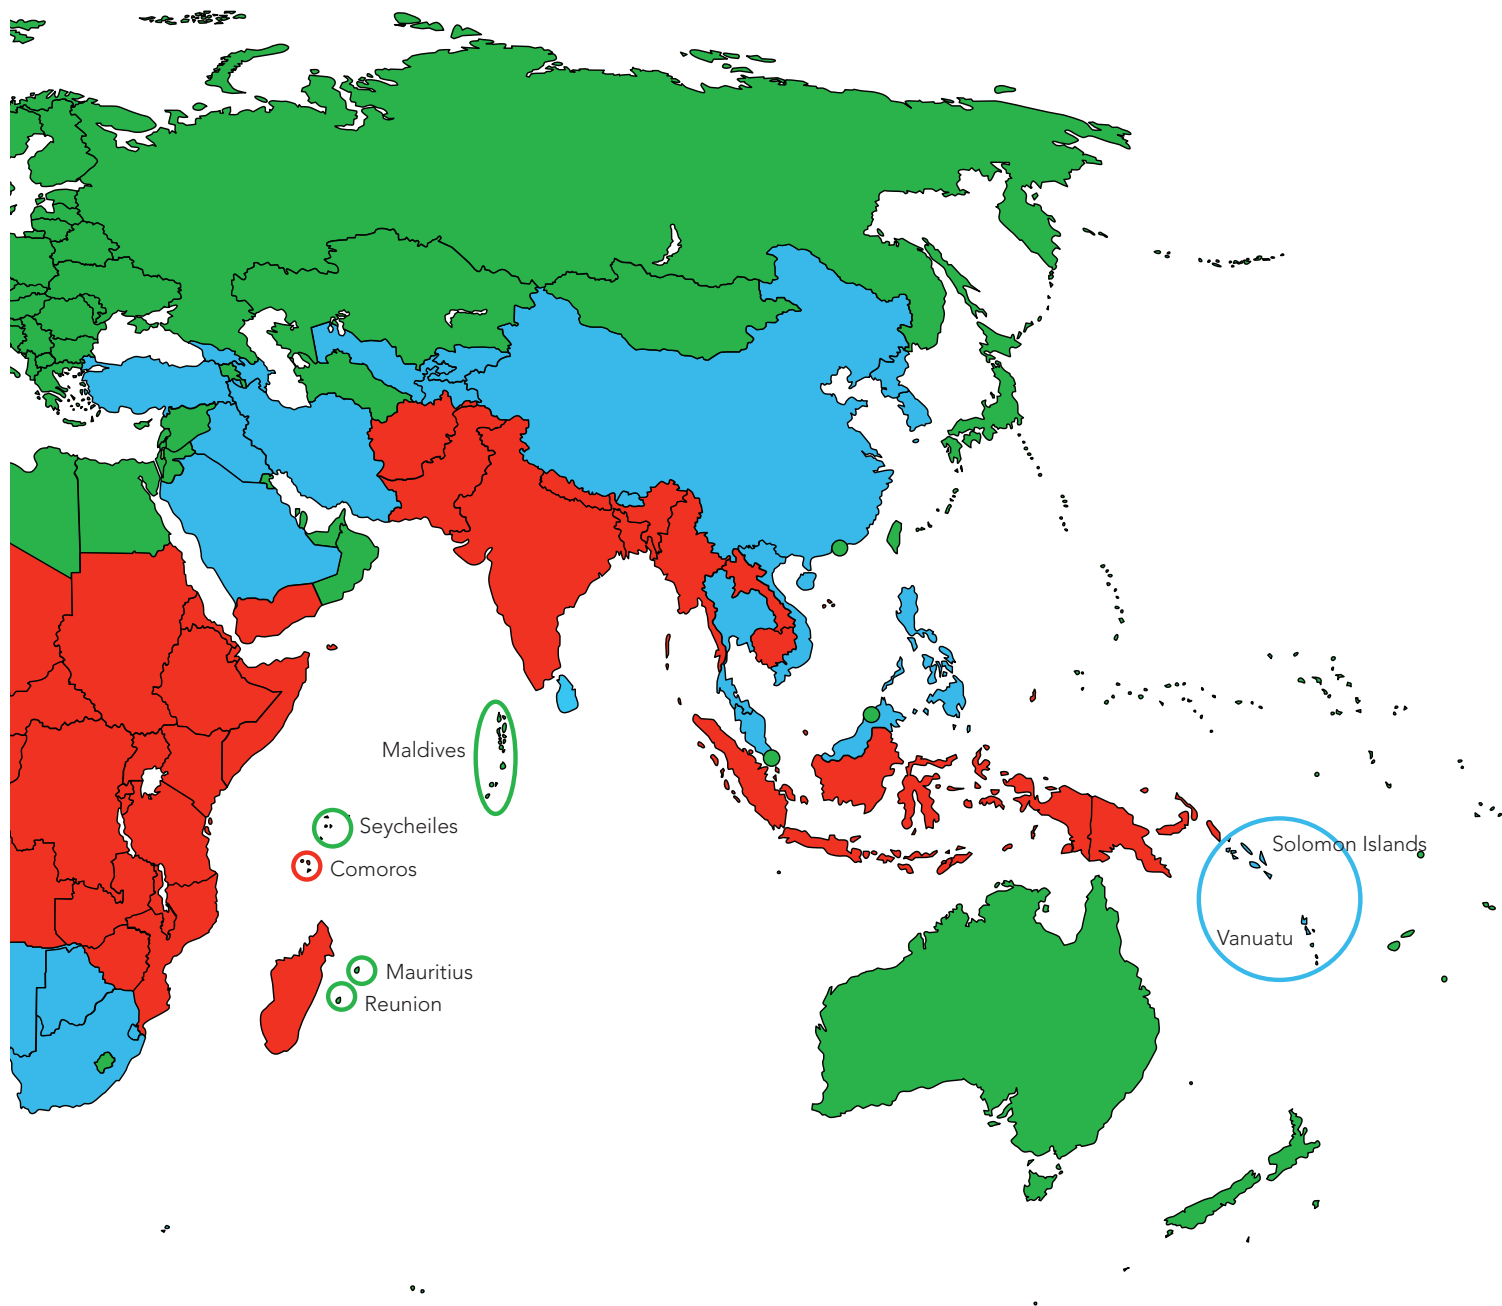 Maldives
Seycheiles
Comoros
Solomon Islands
Vanuatu
Mauritius
Reunion